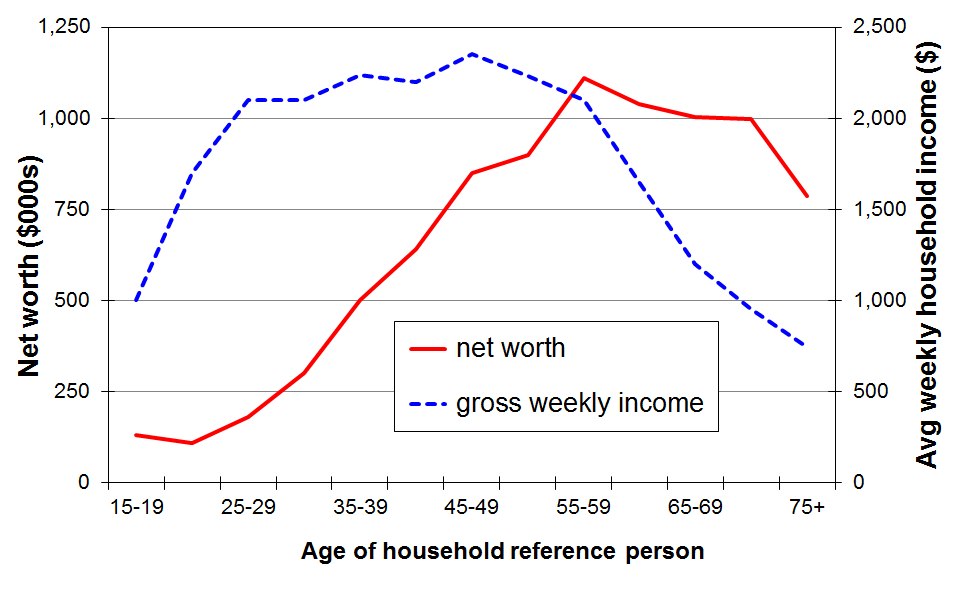 1,250
1,000
750
500
250
0
Net worth ($000s)
2,500
2,000
1,500
1,000
500
0
Avg weekly household income ($)
net worth
gross weekly income
15-19 25-29 35-39 45-49 55-59 65-69 75+
Age of household reference person